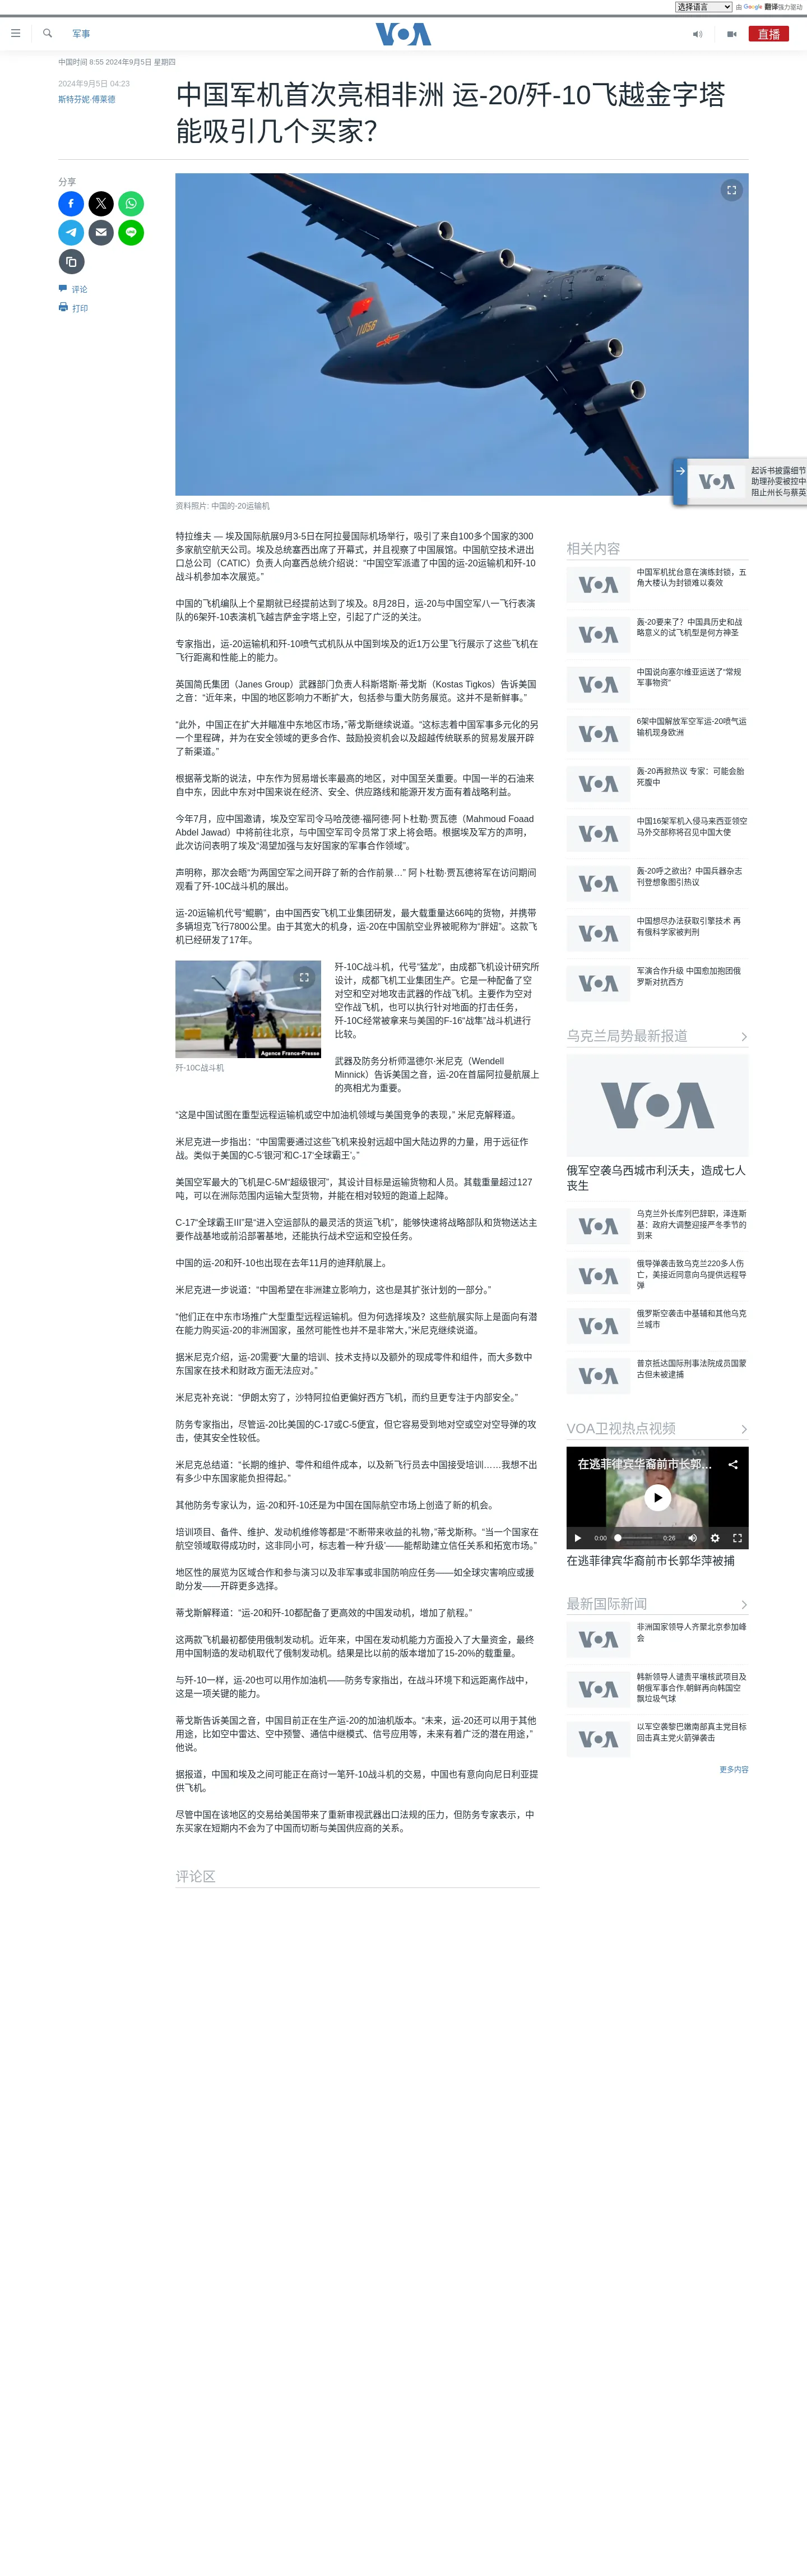 选择语言 由 Google 翻译强力驱动
军事
VOA
直播
中国时间 8:55 2024年9月5日 星期四
2024年9月5日 04:23
斯特芬妮·傅莱德
中国军机首次亮相非洲 运-20/歼-10飞越金字塔
能吸引几个买家？
分享
评论
打印
11056
资料照片: 中国的-20运输机
起诉书披露细节
助理孙雯被控中
阻止州长与蔡英
特拉维夫 — 埃及国际航展9月3-5日在阿拉曼国际机场举行，吸引了来自100多个国家的300
多家航空航天公司。埃及总统塞西出席了开幕式，并且视察了中国展馆。中国航空技术进出
口总公司（CATIC）负责人向塞西总统介绍说：“中国空军派遣了中国的运-20运输机和歼-10
战斗机参加本次展览。”
中国的飞机编队上个星期就已经提前达到了埃及。8月28日，运-20与中国空军八一飞行表演
队的6架歼-10表演机飞越吉萨金字塔上空，引起了广泛的关注。
专家指出，运-20运输机和歼-10喷气式机队从中国到埃及的近1万公里飞行展示了这些飞机在
飞行距离和性能上的能力。
英国简氏集团（Janes Group）武器部门负责人科斯塔斯·蒂戈斯（Kostas Tigkos）告诉美国
之音：“近年来，中国的地区影响力不断扩大，包括参与重大防务展览。这并不是新鲜事。”
“此外，中国正在扩大并瞄准中东地区市场，”蒂戈斯继续说道。“这标志着中国军事多元化的另
一个里程碑，并为在安全领域的更多合作、鼓励投资机会以及超越传统联系的贸易发展开辟
了新渠道。”
根据蒂戈斯的说法，中东作为贸易增长率最高的地区，对中国至关重要。中国一半的石油来
自中东，因此中东对中国来说在经济、安全、供应路线和能源开发方面有着战略利益。
今年7月，应中国邀请，埃及空军司令马哈茂德·福阿德·阿卜杜勒·贾瓦德（Mahmoud Foaad
Abdel Jawad）中将前往北京，与中国空军司令员常丁求上将会晤。根据埃及军方的声明，
此次访问表明了埃及“渴望加强与友好国家的军事合作领域”。
声明称，那次会晤“为两国空军之间开辟了新的合作前景…” 阿卜杜勒·贾瓦德将军在访问期间
观看了歼-10C战斗机的展出。
运-20运输机代号“鲲鹏”，由中国西安飞机工业集团研发，最大载重量达66吨的货物，并携带
多辆坦克飞行7800公里。由于其宽大的机身，运-20在中国航空业界被昵称为“胖妞”。这款飞
机已经研发了17年。
Agence France-Presse
歼-10C战斗机
歼-10C战斗机，代号“猛龙”，由成都飞机设计研究所
设计，成都飞机工业集团生产。它是一种配备了空
对空和空对地攻击武器的作战飞机。主要作为空对
空作战飞机，也可以执行针对地面的打击任务，
歼-10C经常被拿来与美国的F-16“战隼”战斗机进行
比较。
武器及防务分析师温德尔·米尼克（Wendell
Minnick）告诉美国之音，运-20在首届阿拉曼航展上
的亮相尤为重要。
“这是中国试图在重型远程运输机或空中加油机领域与美国竞争的表现，” 米尼克解释道。
米尼克进一步指出：“中国需要通过这些飞机来投射远超中国大陆边界的力量，用于远征作
战。类似于美国的C-5‘银河’和C-17‘全球霸王’。”
美国空军最大的飞机是C-5M“超级银河”，其设计目标是运输货物和人员。其载重量超过127
吨，可以在洲际范围内运输大型货物，并能在相对较短的跑道上起降。
C-17“全球霸王III”是“进入空运部队的最灵活的货运飞机”，能够快速将战略部队和货物送达主
要作战基地或前沿部署基地，还能执行战术空运和空投任务。
中国的运-20和歼-10也出现在去年11月的迪拜航展上。
米尼克进一步说道：“中国希望在非洲建立影响力，这也是其扩张计划的一部分。”
“他们正在中东市场推广大型重型远程运输机。但为何选择埃及？这些航展实际上是面向有潜
在能力购买运-20的非洲国家，虽然可能性也并不是非常大，”米尼克继续说道。
据米尼克介绍，运-20需要“大量的培训、技术支持以及额外的现成零件和组件，而大多数中
东国家在技术和财政方面无法应对。”
米尼克补充说：“伊朗太穷了，沙特阿拉伯更偏好西方飞机，而约旦更专注于内部安全。”
防务专家指出，尽管运-20比美国的C-17或C-5便宜，但它容易受到地对空或空对空导弹的攻
击，使其安全性较低。
米尼克总结道：“长期的维护、零件和组件成本，以及新飞行员去中国接受培训……我想不出
有多少中东国家能负担得起。”
其他防务专家认为，运-20和歼-10还是为中国在国际航空市场上创造了新的机会。
培训项目、备件、维护、发动机维修等都是“不断带来收益的礼物，”蒂戈斯称。“当一个国家在
航空领域取得成功时，这非同小可，标志着一种‘升级’——能帮助建立信任关系和拓宽市场。”
地区性的展览为区域合作和参与演习以及非军事或非国防响应任务——如全球灾害响应或援
助分发——开辟更多选择。
蒂戈斯解释道：“运-20和歼-10都配备了更高效的中国发动机，增加了航程。”
这两款飞机最初都使用俄制发动机。近年来，中国在发动机能力方面投入了大量资金，最终
用中国制造的发动机取代了俄制发动机。结果是比以前的版本增加了15-20%的载重量。
与歼-10一样，运-20也可以用作加油机——防务专家指出，在战斗环境下和远距离作战中，
这是一项关键的能力。
蒂戈斯告诉美国之音，中国目前正在生产运-20的加油机版本。“未来，运-20还可以用于其他
用途，比如空中雷达、空中预警、通信中继模式、信号应用等，未来有着广泛的潜在用途，”
他说。
据报道，中国和埃及之间可能正在商讨一笔歼-10战斗机的交易，中国也有意向向尼日利亚提
供飞机。
尽管中国在该地区的交易给美国带来了重新审视武器出口法规的压力，但防务专家表示，中
东买家在短期内不会为了中国而切断与美国供应商的关系。
评论区
相关内容
中国军机扰台意在演练封锁，五
角大楼认为封锁难以奏效
轰-20要来了？中国具历史和战
略意义的试飞机型是何方神圣
中国说向塞尔维亚运送了“常规
军事物资”
6架中国解放军空军运-20喷气运
输机现身欧洲
轰-20再掀热议 专家：可能会胎
死腹中
中国16架军机入侵马来西亚领空
马外交部称将召见中国大使
轰-20呼之欲出？中国兵器杂志
刊登想象图引热议
中国想尽办法获取引擎技术 再
有俄科学家被判刑
军演合作升级 中国愈加抱团俄
罗斯对抗西方
乌克兰局势最新报道
VOA
俄军空袭乌西城市利沃夫，造成七人
丧生
乌克兰外长库列巴辞职，泽连斯
基：政府大调整迎接严冬季节的
到来
俄导弹袭击致乌克兰220多人伤
亡，美接近同意向乌提供远程导
弹
俄罗斯空袭击中基辅和其他乌克
兰城市
普京抵达国际刑事法院成员国蒙
古但未被逮捕
VOA卫视热点视频
在逃菲律宾华裔前市长郭...
0:00 0:26
在逃菲律宾华裔前市长郭华萍被捕
最新国际新闻
非洲国家领导人齐聚北京参加峰
会
韩新领导人谴责平壤核武项目及
朝俄军事合作,朝鲜再向韩国空
飘垃圾气球
以军空袭黎巴嫩南部真主党目标
回击真主党火箭弹袭击
更多内容